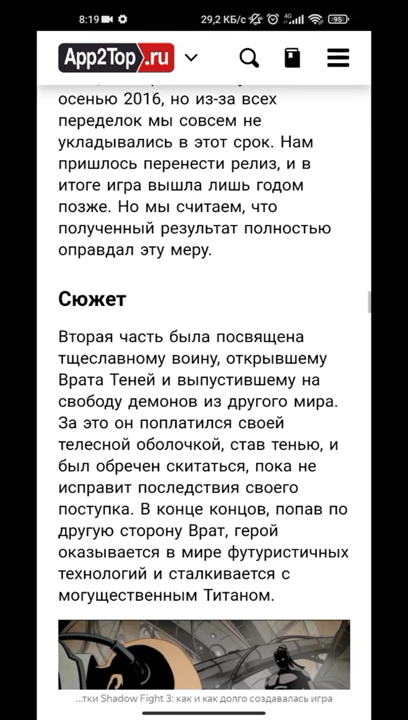 8:19 29,2 КБ/с 4G 95
App2Top.ru
осенью 2016, но из-за всех
переделок мы совсем не
укладывались в этот срок. Нам
пришлось перенести релиз, и в
итоге игра вышла лишь годом
позже. Но мы считаем, что
полученный результат полностью
оправдал эту меру.
Сюжет
Вторая часть была посвящена
тщеславному воину, открывшему
Врата Теней и выпустившему на
свободу демонов из другого мира.
За это он поплатился своей
телесной оболочкой, став тенью, и
был обречен скитаться, пока не
исправит последствия своего
поступка. В конце концов, попав по
другую сторону Врат, герой
оказывается в мире футуристичных
технологий и сталкивается с
могущественным Титаном.
...тки Shadow Fight 3: как и как долго создавалась игра